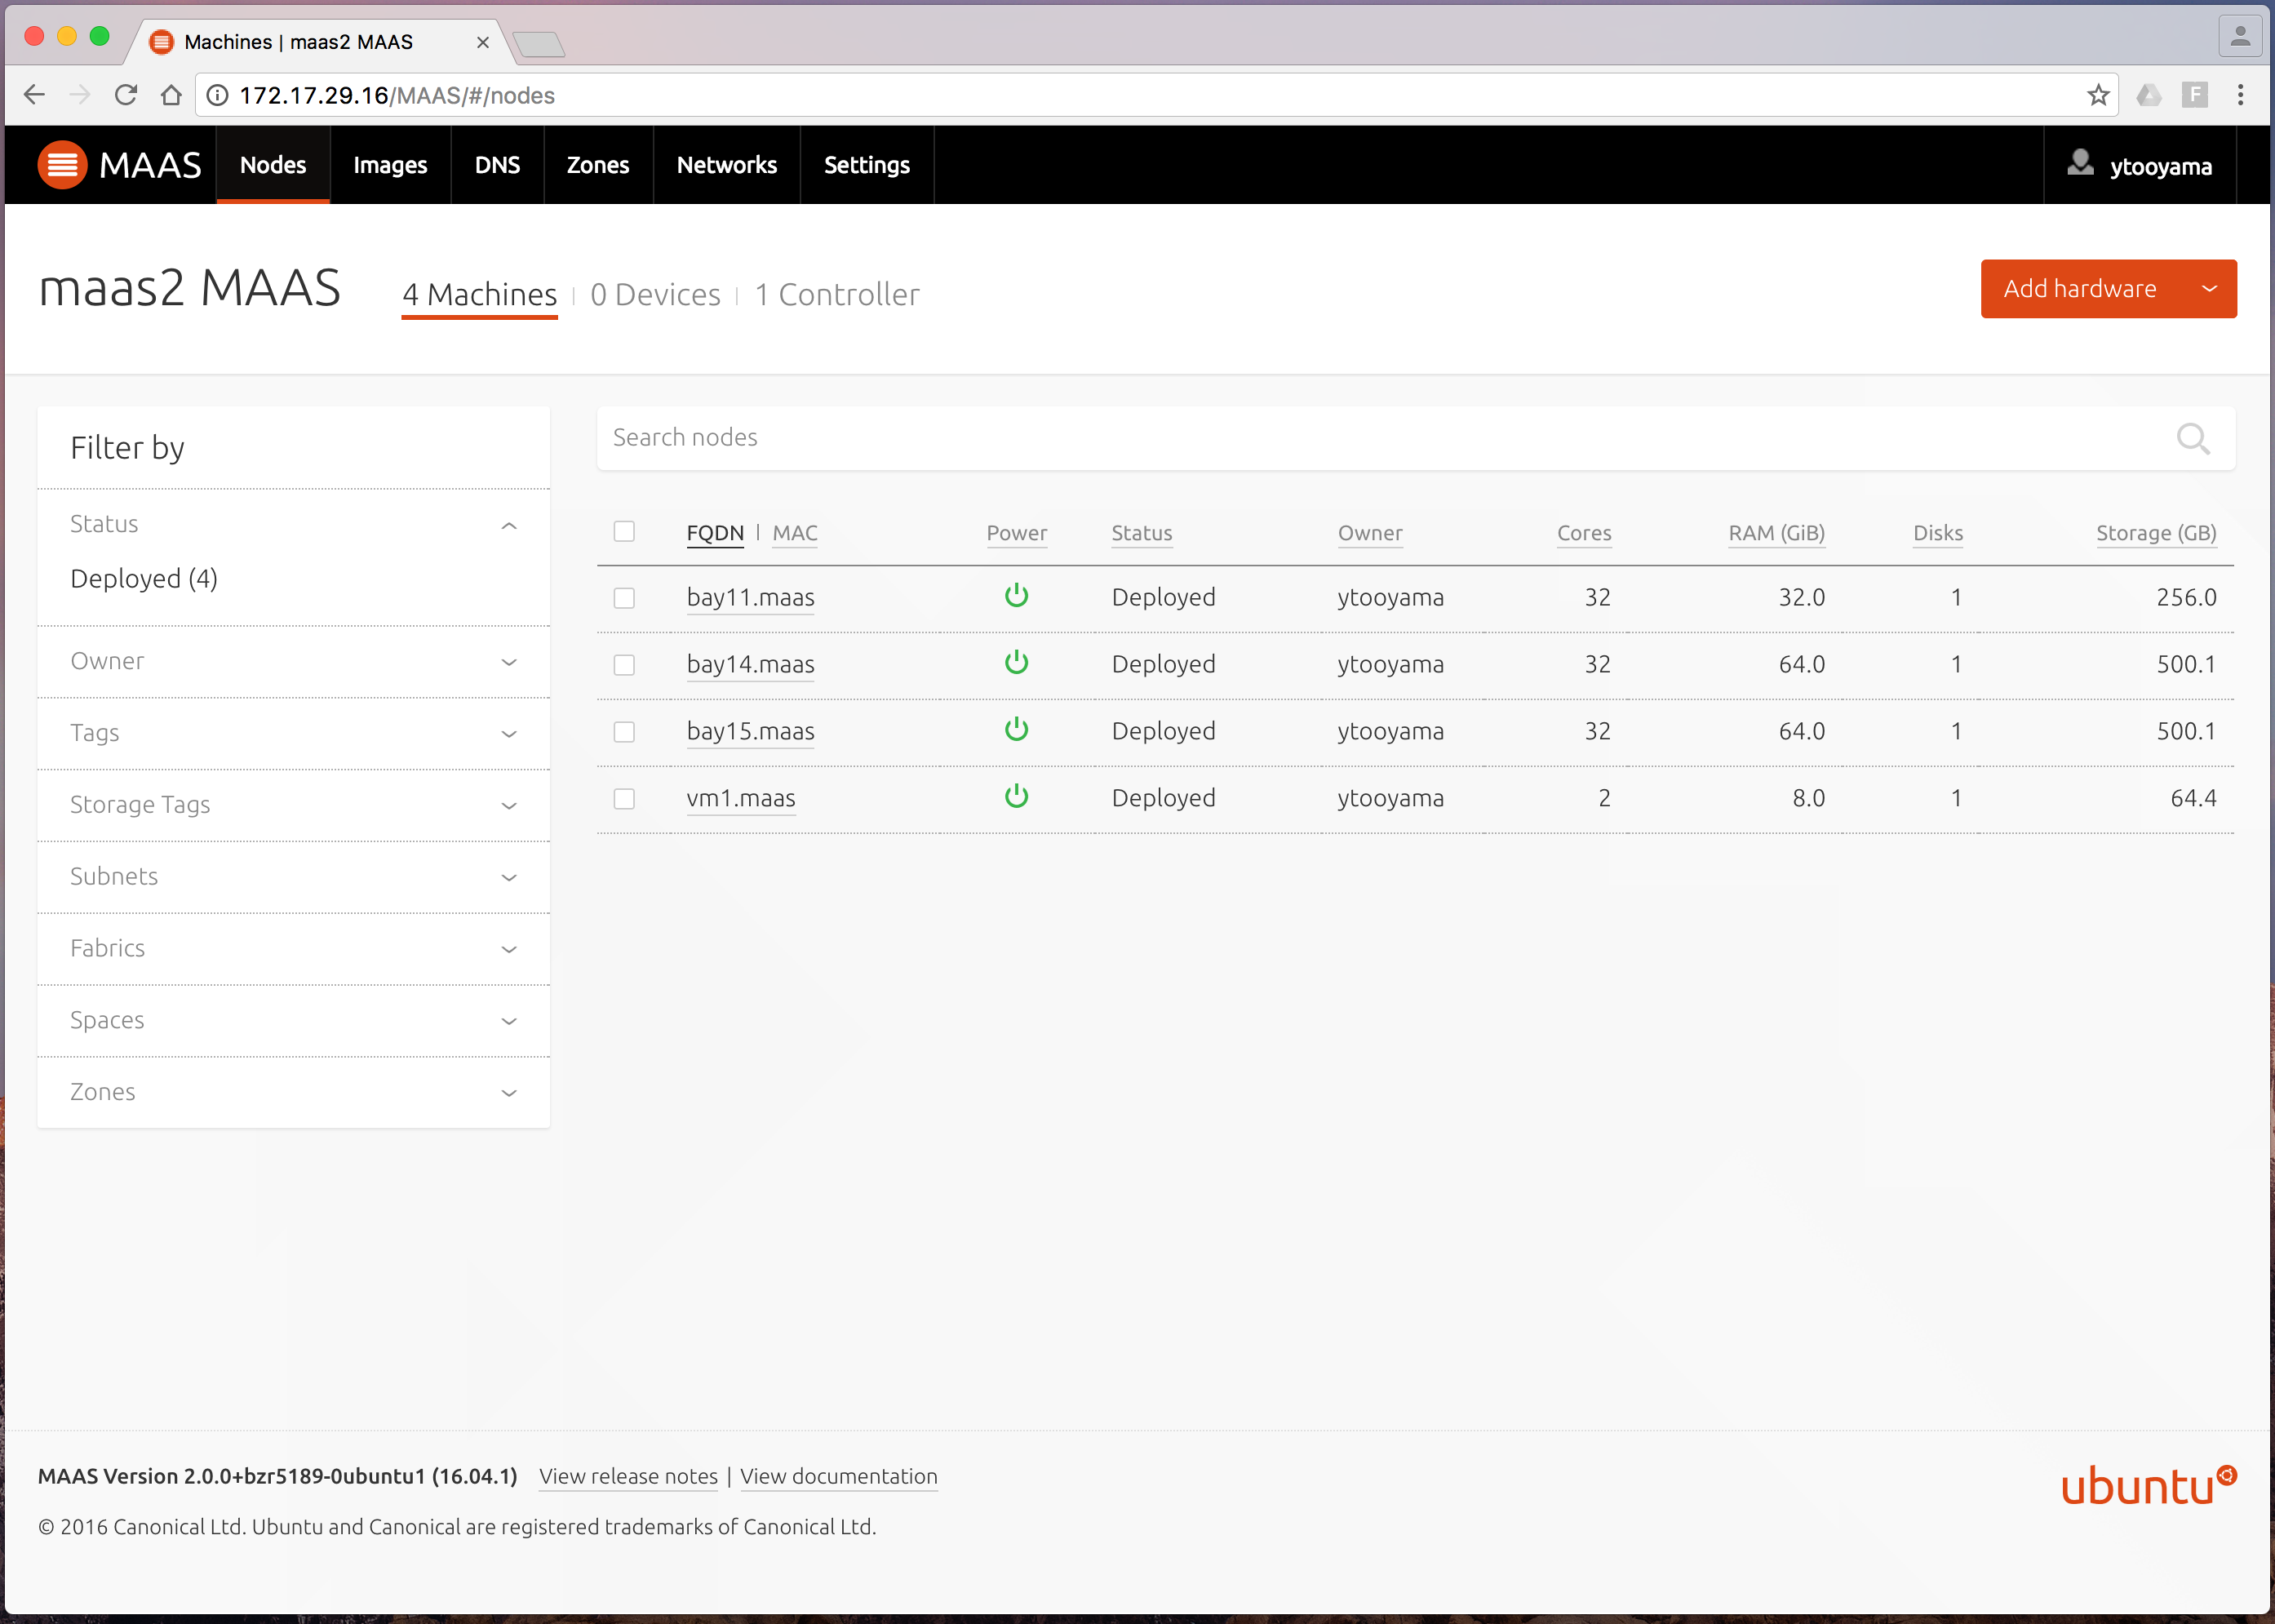 Machines | maas2 MAAS
172.17.29.16/MAAS/#/nodes
F
MAAS Nodes Images DNS Zones Networks Settings ytooyama
maas2 MAAS 4 Machines 0 Devices 1 Controller Add hardware
Filter by
Status
Deployed (4)
Owner
Tags
Storage Tags
Subnets
Fabrics
Spaces
Zones
Search nodes
FQDN | MAC Power Status Owner Cores RAM (GiB) Disks Storage (GB)
bay11.maas Deployed ytooyama 32 32.0 1 256.0
bay14.maas Deployed ytooyama 32 64.0 1 500.1
bay15.maas Deployed ytooyama 32 64.0 1 500.1
vm1.maas Deployed ytooyama 2 8.0 1 64.4
MAAS Version 2.0.0+bzr5189-0ubuntu1 (16.04.1) View release notes | View documentation
© 2016 Canonical Ltd. Ubuntu and Canonical are registered trademarks of Canonical Ltd.
ubuntu